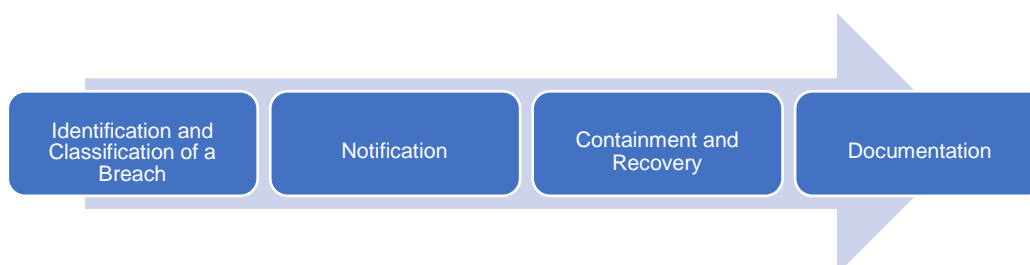 Identification and
Classification of a
Breach
Notification
Containment and
Recovery
Documentation